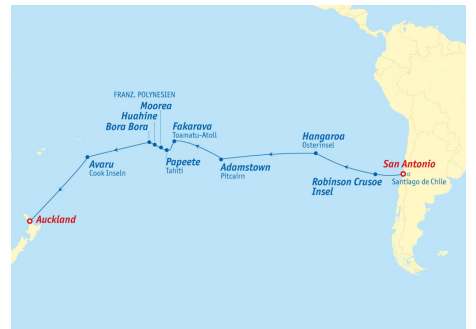 FRANZ. POLYNESIEN
Moorea
Huahine
Bora Bora
Fakarava
Toamatu-Atoll
Hangaroa
Osterinsel
Avaru
Cook Inseln
Papeete
Tahiti
Adamstown
Pitcairn
San Antonio
Santiago de Chile
Robinson Crusoe
Insel
Auckland